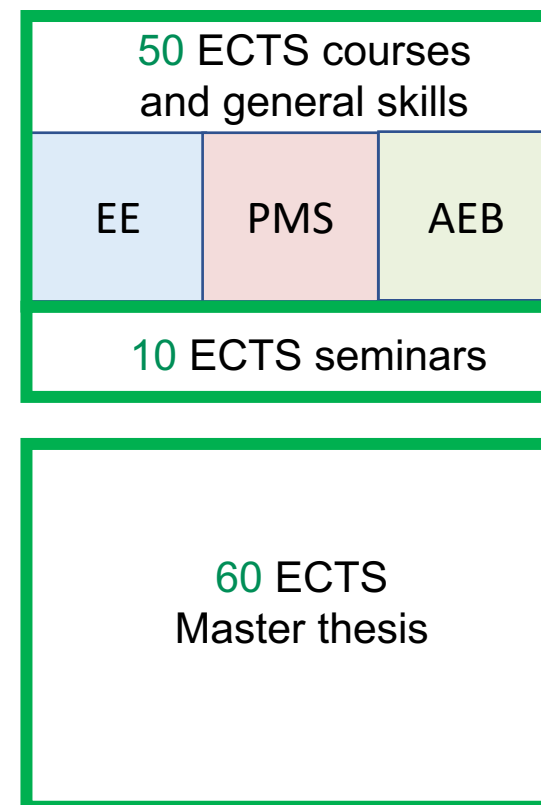 50 ECTS courses
and general skills
EE PMS AEB
10 ECTS seminars
60 ECTS
Master thesis